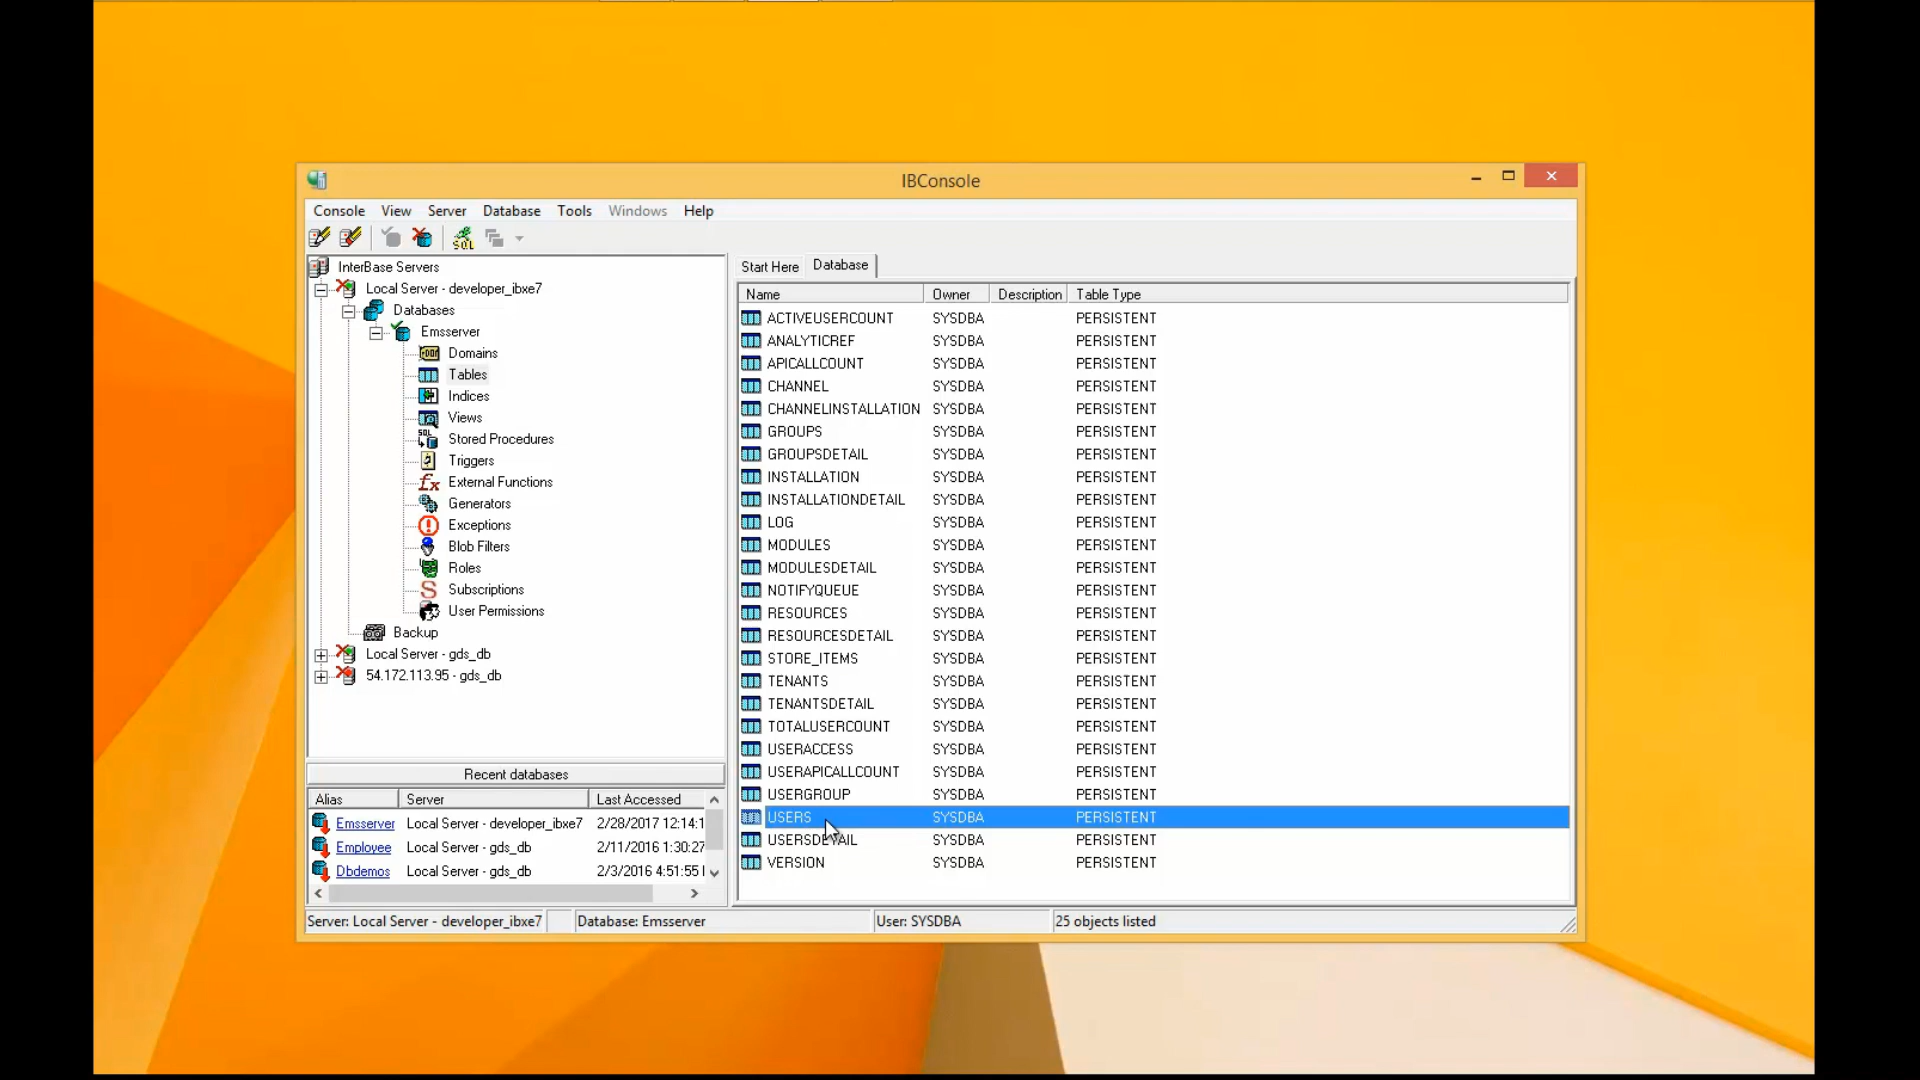 IBConsole
Console View Server Database Tools Windows Help
SQL
InterBase Servers
Local Server - developer_ibxe7
Databases
Emsserver
Domains
Tables
Indices
Views
Stored Procedures
Triggers
External Functions
Generators
Exceptions
Blob Filters
Roles
Subscriptions
User Permissions
Backup
Local Server - gds_db
54.172.113.95 - gds_db
Recent databases
Alias Server Last Accessed
Emsserver Local Server - developer_ibxe7 2/28/2017 12:14:1
Employee Local Server - gds_db 2/11/2016 1:30:27
Dbdemos Local Server - gds_db 2/3/2016 4:51:55
Start Here Database
Name Owner Description Table Type
ACTIVEUSERCOUNT SYSDBA PERSISTENT
ANALYTICREF SYSDBA PERSISTENT
APICALLCOUNT SYSDBA PERSISTENT
CHANNEL SYSDBA PERSISTENT
CHANNELINSTALLATION SYSDBA PERSISTENT
GROUPS SYSDBA PERSISTENT
GROUPSDETAIL SYSDBA PERSISTENT
INSTALLATION SYSDBA PERSISTENT
INSTALLATIONDETAIL SYSDBA PERSISTENT
LOG SYSDBA PERSISTENT
MODULES SYSDBA PERSISTENT
MODULESDETAIL SYSDBA PERSISTENT
NOTIFYQUEUE SYSDBA PERSISTENT
RESOURCES SYSDBA PERSISTENT
RESOURCESDETAIL SYSDBA PERSISTENT
STORE_ITEMS SYSDBA PERSISTENT
TENANTS SYSDBA PERSISTENT
TENANTSDETAIL SYSDBA PERSISTENT
TOTALUSERCOUNT SYSDBA PERSISTENT
USERACCESS SYSDBA PERSISTENT
USERAPICALLCOUNT SYSDBA PERSISTENT
USERGROUP SYSDBA PERSISTENT
USERS SYSDBA PERSISTENT
USERSDETAIL SYSDBA PERSISTENT
VERSION SYSDBA PERSISTENT
Server: Local Server - developer_ibxe7 Database: Emsserver User: SYSDBA 25 objects listed